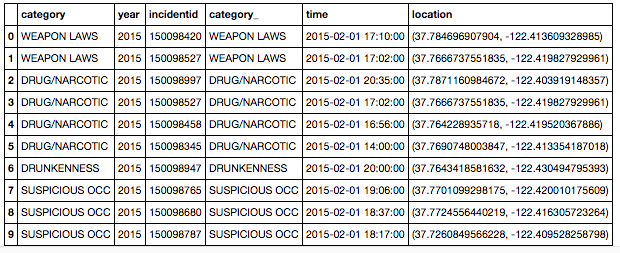 category year incidentid category_ time location
0 WEAPON LAWS 2015 150098420 WEAPON LAWS 2015-02-01 17:10:00 (37.784696907904, -122.413609328985)
1 WEAPON LAWS 2015 150098527 WEAPON LAWS 2015-02-01 17:02:00 (37.7666737551835, -122.419827929961)
2 DRUG/NARCOTIC 2015 150098997 DRUG/NARCOTIC 2015-02-01 20:35:00 (37.7871160984672, -122.403919148357)
3 DRUG/NARCOTIC 2015 150098527 DRUG/NARCOTIC 2015-02-01 17:02:00 (37.7666737551835, -122.419827929961)
4 DRUG/NARCOTIC 2015 150098458 DRUG/NARCOTIC 2015-02-01 16:56:00 (37.764228935718, -122.419520367886)
5 DRUG/NARCOTIC 2015 150098345 DRUG/NARCOTIC 2015-02-01 14:00:00 (37.7690748003847, -122.413354187018)
6 DRUNKENNESS 2015 150098947 DRUNKENNESS 2015-02-01 20:00:00 (37.7643418581632, -122.430494795393)
7 SUSPICIOUS OCC 2015 150098765 SUSPICIOUS OCC 2015-02-01 19:06:00 (37.7701099298175, -122.420010175609)
8 SUSPICIOUS OCC 2015 150098680 SUSPICIOUS OCC 2015-02-01 18:37:00 (37.7724556440219, -122.416305723264)
9 SUSPICIOUS OCC 2015 150098787 SUSPICIOUS OCC 2015-02-01 18:17:00 (37.7260849566228, -122.409528258798)